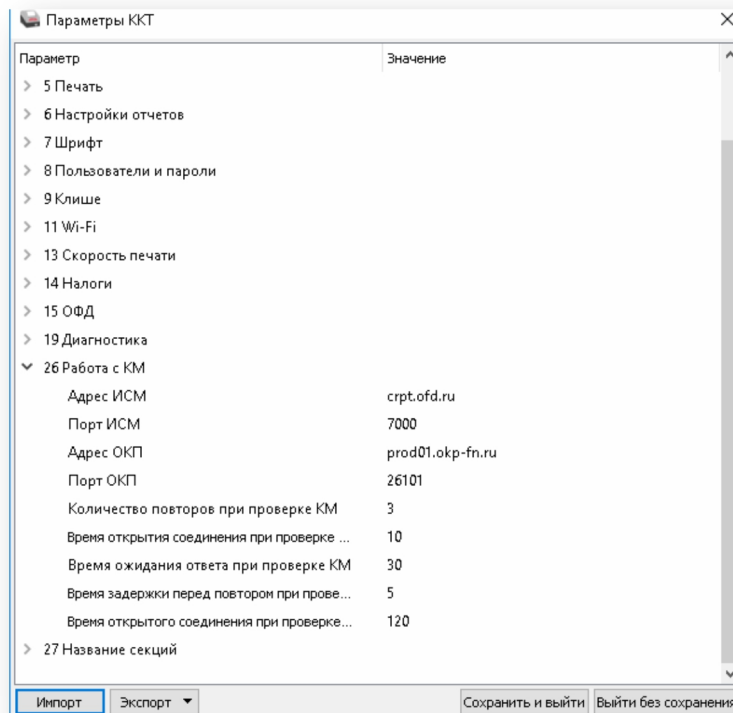 Параметры ККТ
Параметр Значение
5 Печать
6 Настройки отчетов
7 Шрифт
8 Пользователи и пароли
9 Клише
11 Wi-Fi
13 Скорость печати
14 Налоги
15 ОФД
19 Диагностика
26 Работа с КМ
Адрес ИСМ crpt.ofd.ru
Порт ИСМ 7000
Адрес ОКП prod01.okp-fn.ru
Порт ОКП 26101
Количество повторов при проверке КМ 3
Время открытия соединения при проверке ... 10
Время ожидания ответа при проверке КМ 30
Время задержки перед повтором при прове... 5
Время открытого соединения при проверке... 120
27 Название секций
Импорт Экспорт Сохранить и выйти Выйти без сохранения